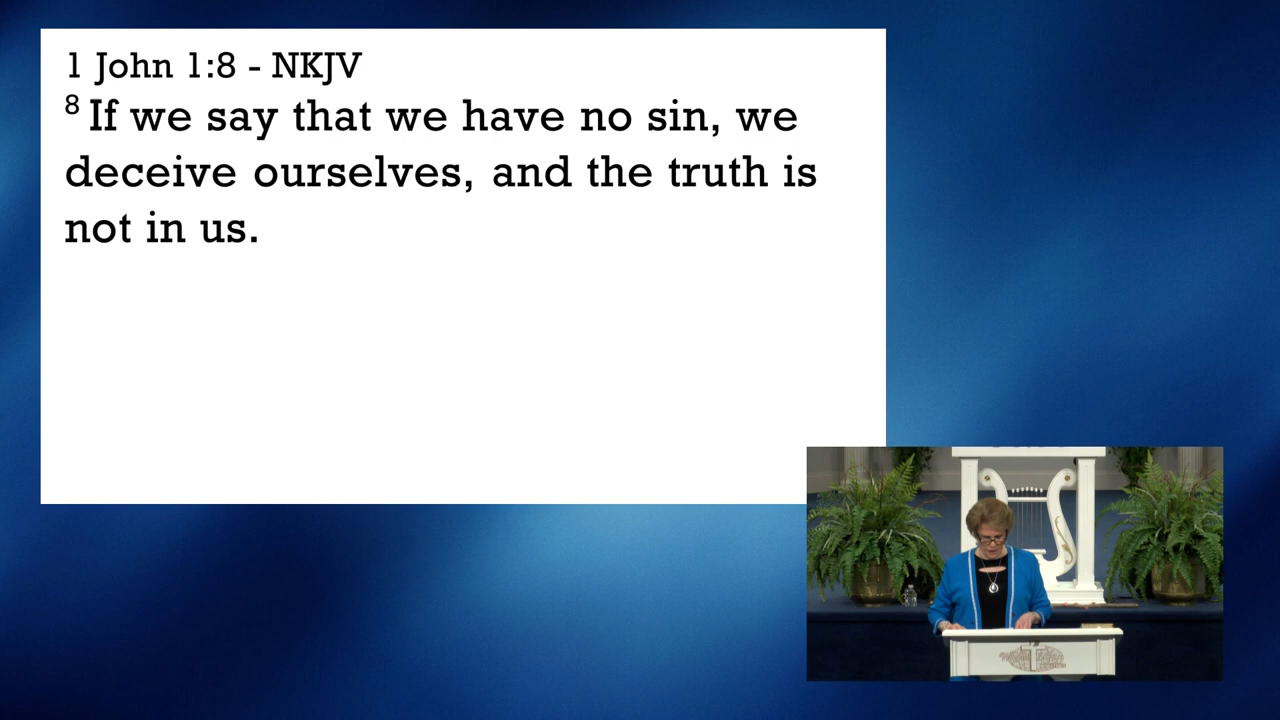 1 John 1:8 - NKJV
8 If we say that we have no sin, we
deceive ourselves, and the truth is
not in us.